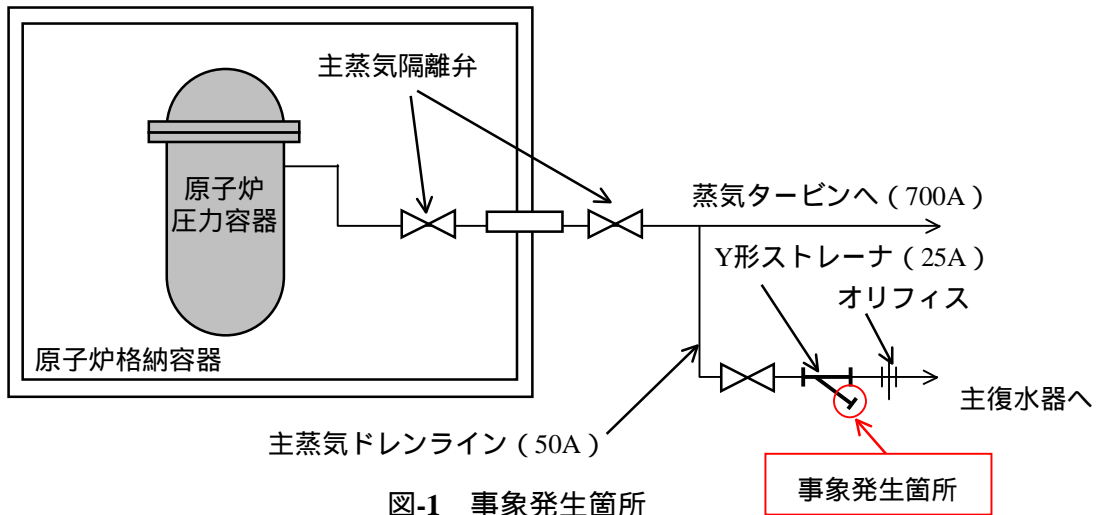 主蒸気隔離弁
原子炉
圧力容器
蒸気タービンへ（700A）
Y形ストレーナ（25A）
オリフィス
原子炉格納容器
主復水器へ
主蒸気ドレンライン（50A）
事象発生箇所
図-1　事象発生箇所